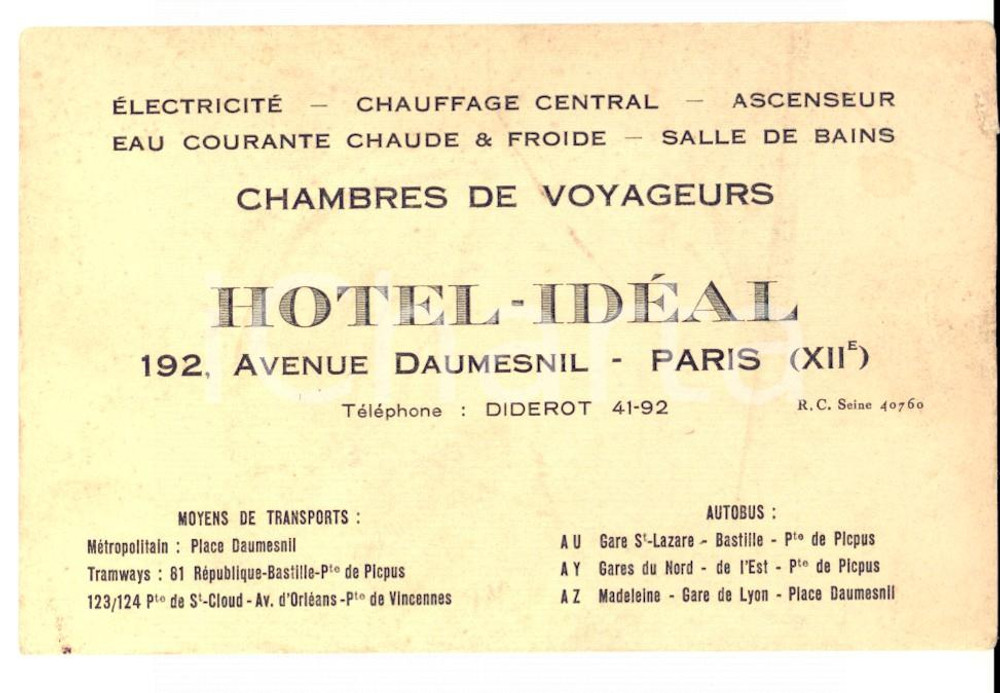 ÉLECTRICITÉ — CHAUFFAGE CENTRAL — ASCENSEUR
EAU COURANTE CHAUDE & FROIDE — SALLE DE BAINS
CHAMBRES DE VOYAGEURS
HOTEL-IDÉAL
192, AVENUE DAUMESNIL - PARIS (XIIE)
Téléphone : DIDEROT 41-92
R.C. Seine 40760
MOYENS DE TRANSPORTS :
Métropolitain : Place Daumesnil
Tramways : 81 République-Bastille-Pte de Picpus
123/124 Pte de St-Cloud - Av. d'Orléans - Pte de Vincennes
AUTOBUS :
AU Gare St-Lazare - Bastille - Pte de Picpus
AY Gares du Nord - de l'Est - Pte de Picpus
AZ Madeleine - Gare de Lyon - Place Daumesnil
iCharta